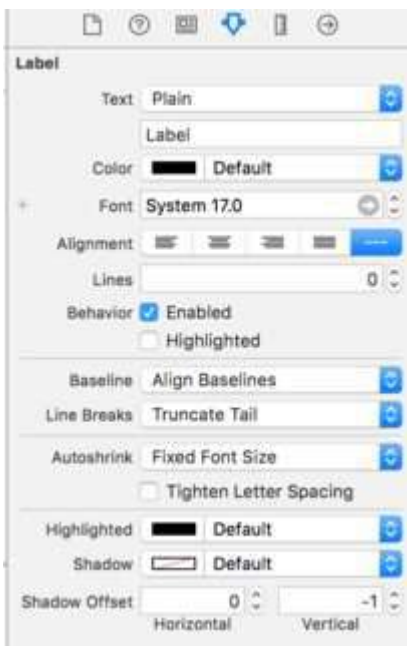 Label
Text Plain
Label
Color Default
+ Font System 17.0
Alignment ---
Lines 0
Behavior Enabled
Highlighted
Baseline Align Baselines
Line Breaks Truncate Tail
Autoshrink Fixed Font Size
Tighten Letter Spacing
Highlighted Default
Shadow Default
Shadow Offset 0 -1
Horizontal Vertical